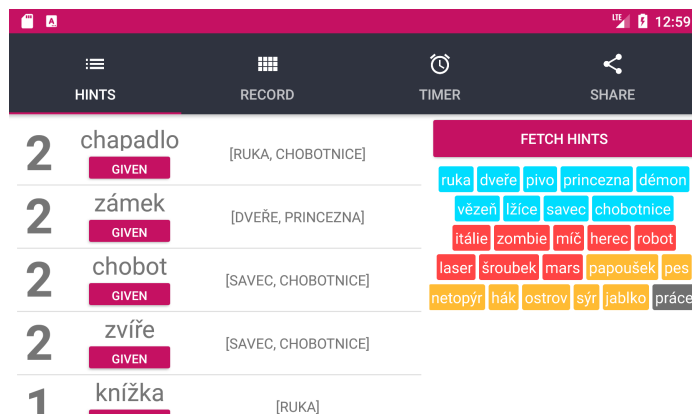 LTE 12:59
A
HINTS RECORD TIMER SHARE
2 chapadlo [RUKA, CHOBOTNICE]
GIVEN
2 zámek [DVEŘE, PRINCEZNA]
GIVEN
2 chobot [SAVEC, CHOBOTNICE]
GIVEN
2 zvíře [SAVEC, CHOBOTNICE]
GIVEN
1 knížka [RUKA]
FETCH HINTS
ruka dveře pivo princezna démon
vězeň lžíce savec chobotnice
itálie zombie míč herec robot
laser šroubek mars papoušek pes
netopýr hák ostrov sýr jablko práce